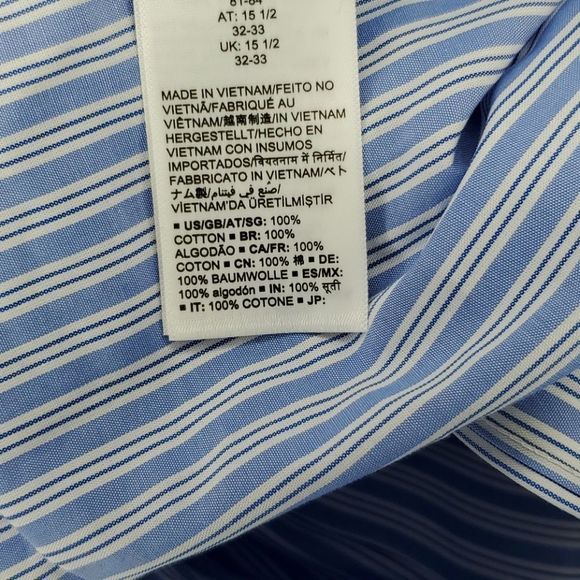 81-84
AT: 15 1/2
32-33
UK: 15 1/2
32-33
MADE IN VIETNAM/FEITO NO
VIETNÃ/FABRIQUÉ AU
VIÊTNAM/越南制造/IN VIETNAM
HERGESTELLT/HECHO EN
VIETNAM CON INSUMOS
IMPORTADOS/वियतनाम में निर्मित/
FABBRICATO IN VIETNAM/ベト
ナム製/صنع في فيتنام/
VIETNAM'DA ÜRETİLMİŞTİR
■ US/GB/AT/SG: 100%
COTTON ■ BR: 100%
ALGODÃO ■ CA/FR: 100%
COTON ■ CN: 100% 棉 ■ DE:
100% BAUMWOLLE ■ ES/MX:
100% algodón ■ IN: 100% सूती
■ IT: 100% COTONE ■ JP: